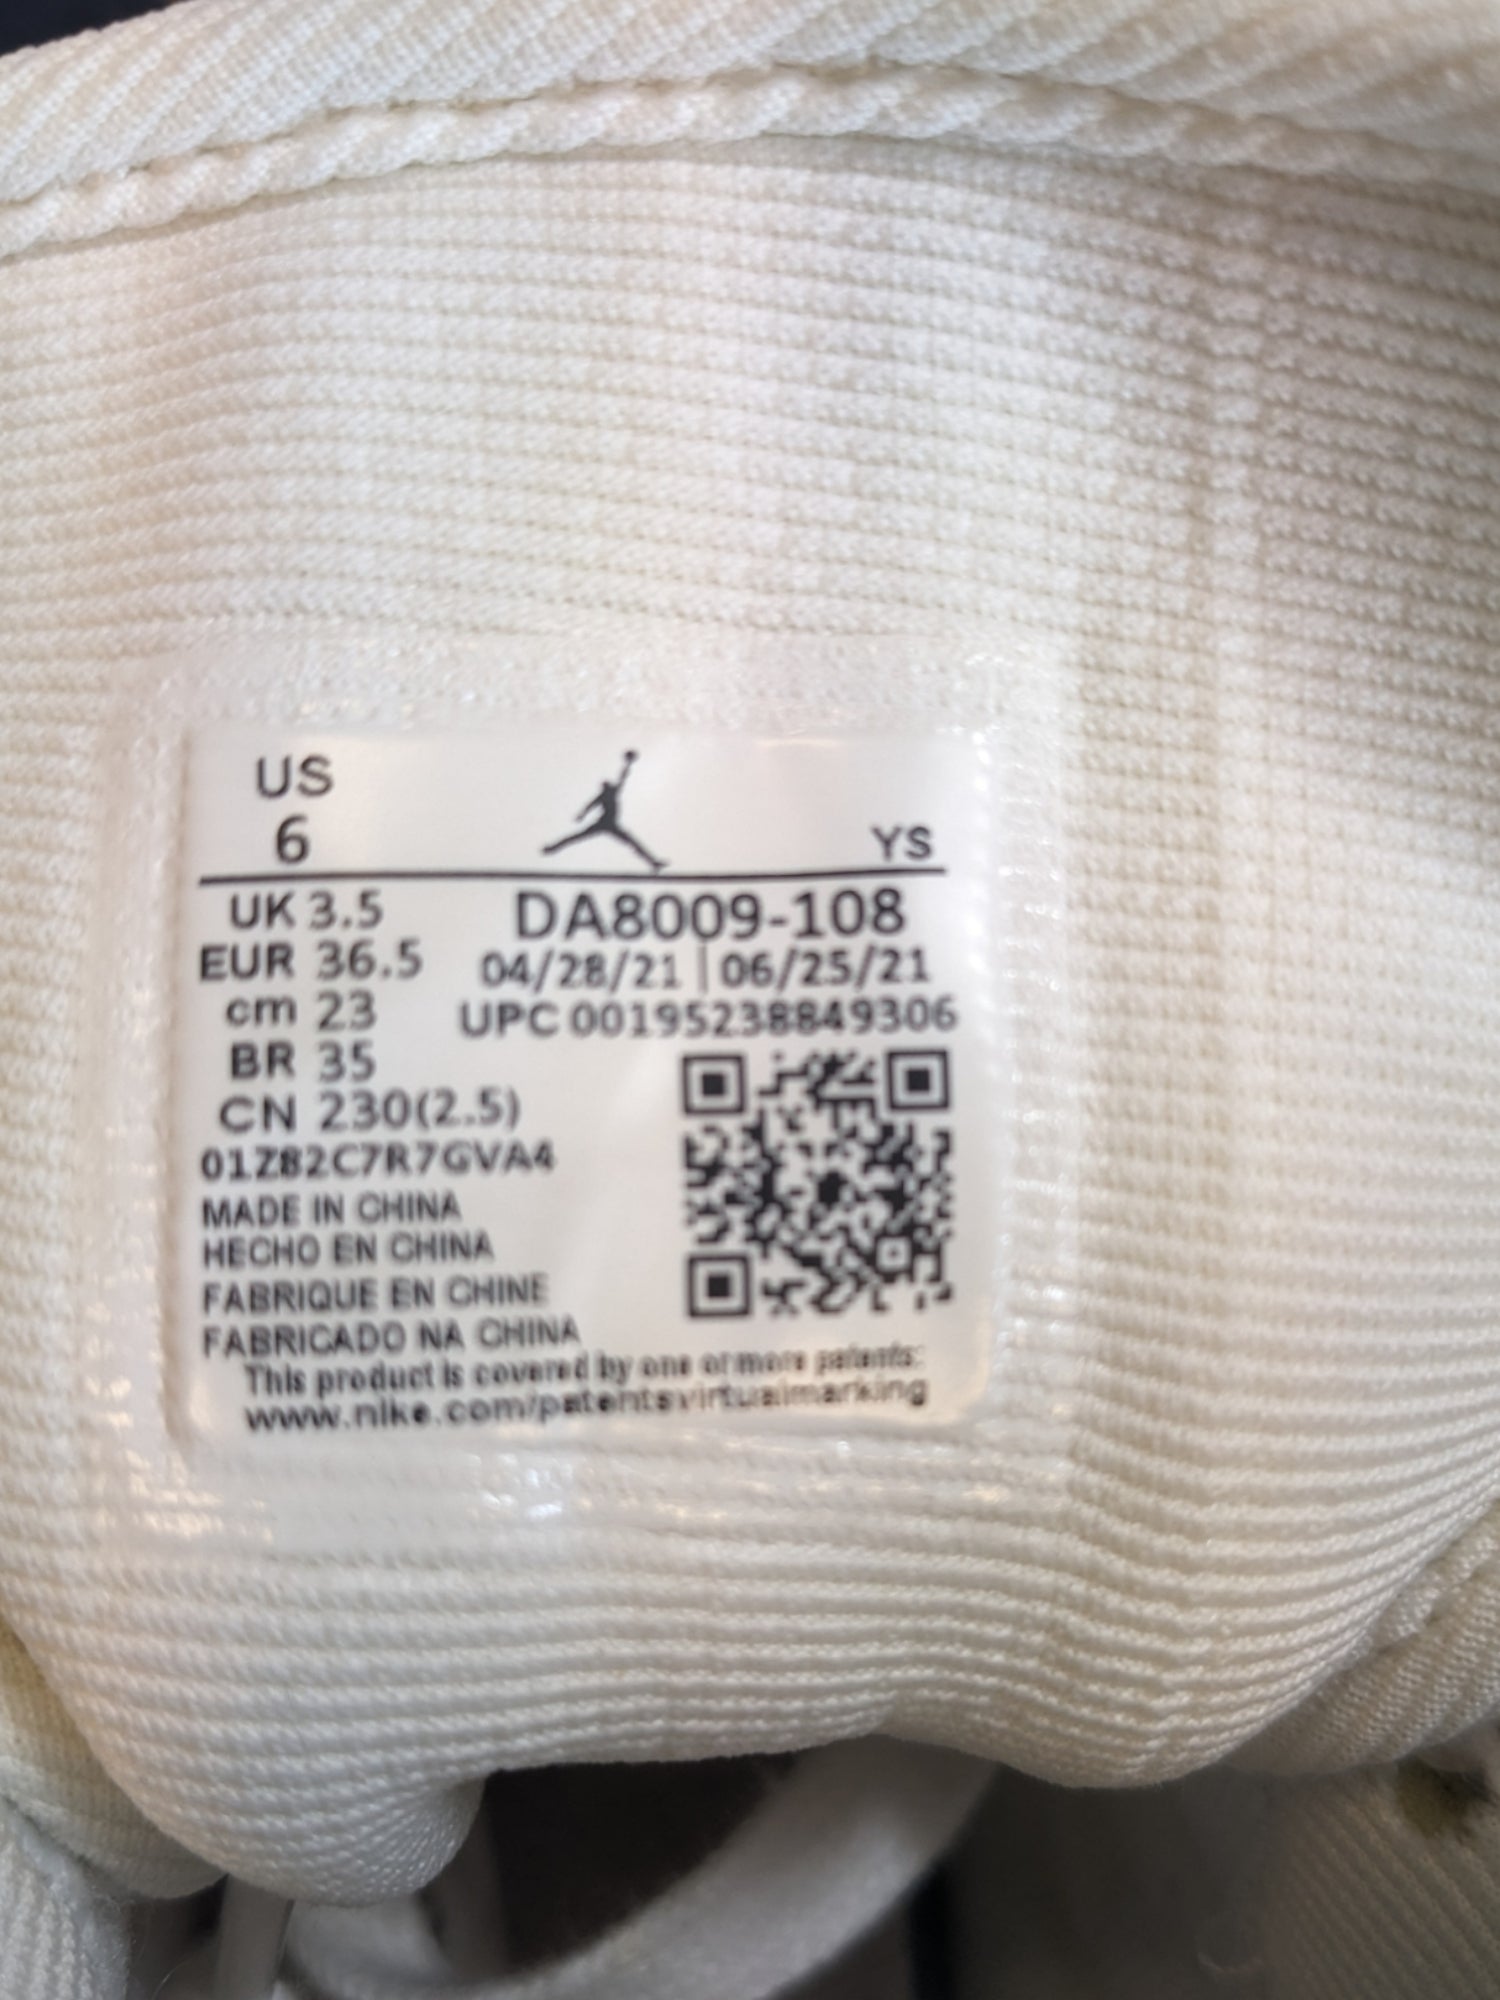 US
6
YS
UK 3.5
DA8009-108
EUR 36.5
04/28/21 | 06/25/21
cm 23
UPC 00195238849306
BR 35
CN 230(2.5)
01Z82C7R7GVA4
MADE IN CHINA
HECHO EN CHINA
FABRIQUE EN CHINE
FABRICADO NA CHINA
This product is covered by one or more patents:
www.nike.com/patentsvirtualmarking